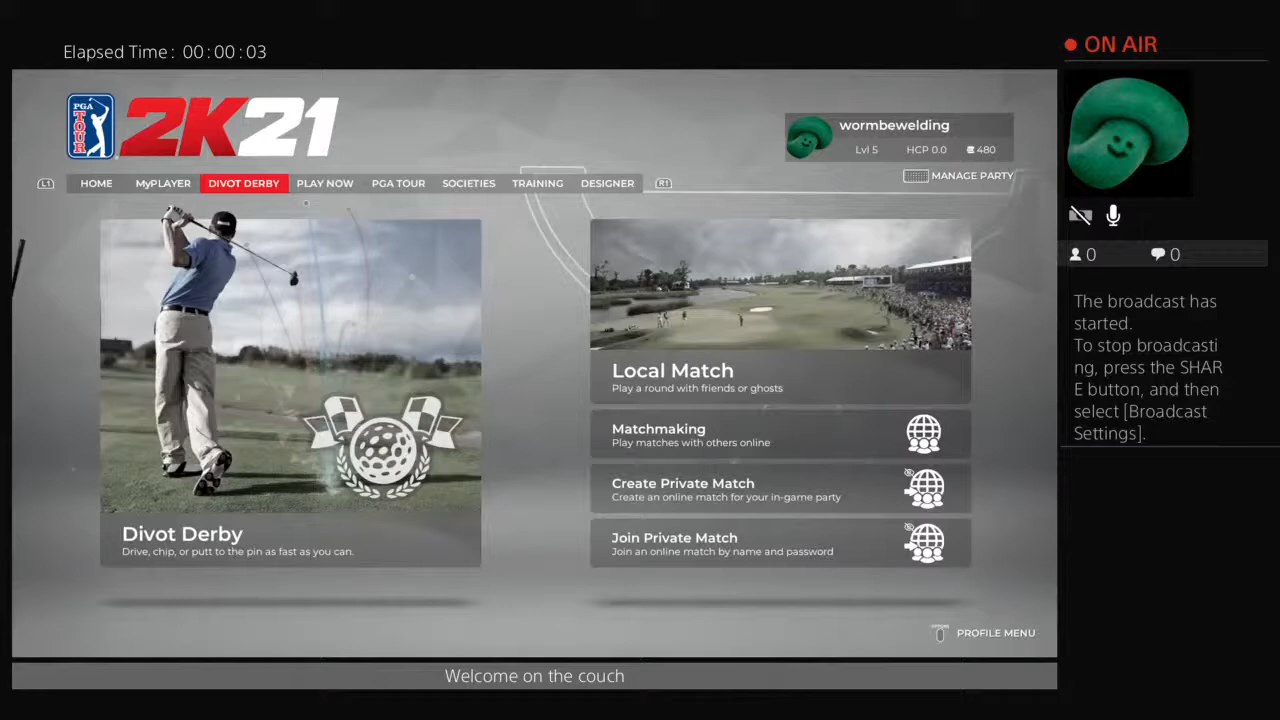 Elapsed Time: 00:00:03
ON AIR
PGA TOUR
2K21
wormbewelding
Lvl 5 HCP 0.0 480
MANAGE PARTY
L1 HOME MyPLAYER DIVOT DERBY PLAY NOW PGA TOUR SOCIETIES TRAINING DESIGNER R1
0 0
The broadcast has
started.
To stop broadcasti
ng, press the SHAR
E button, and then
select [Broadcast
Settings].
Divot Derby
Drive, chip, or putt to the pin as fast as you can.
Local Match
Play a round with friends or ghosts
Matchmaking
Play matches with others online
Create Private Match
Create an online match for your in-game party
Join Private Match
Join an online match by name and password
OPTIONS PROFILE MENU
Welcome on the couch